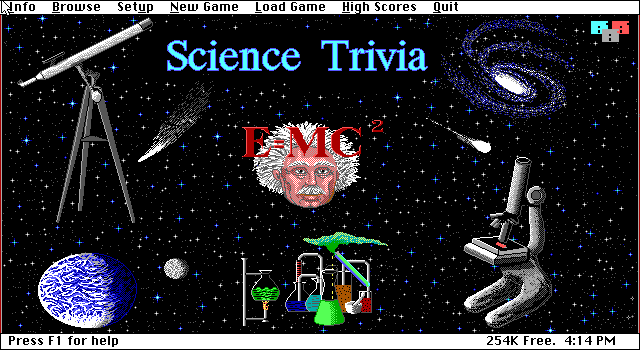 Info Browse Setup New Game Load Game High Scores Quit
Science Trivia
E=MC²
Press F1 for help 254K Free. 4:14 PM